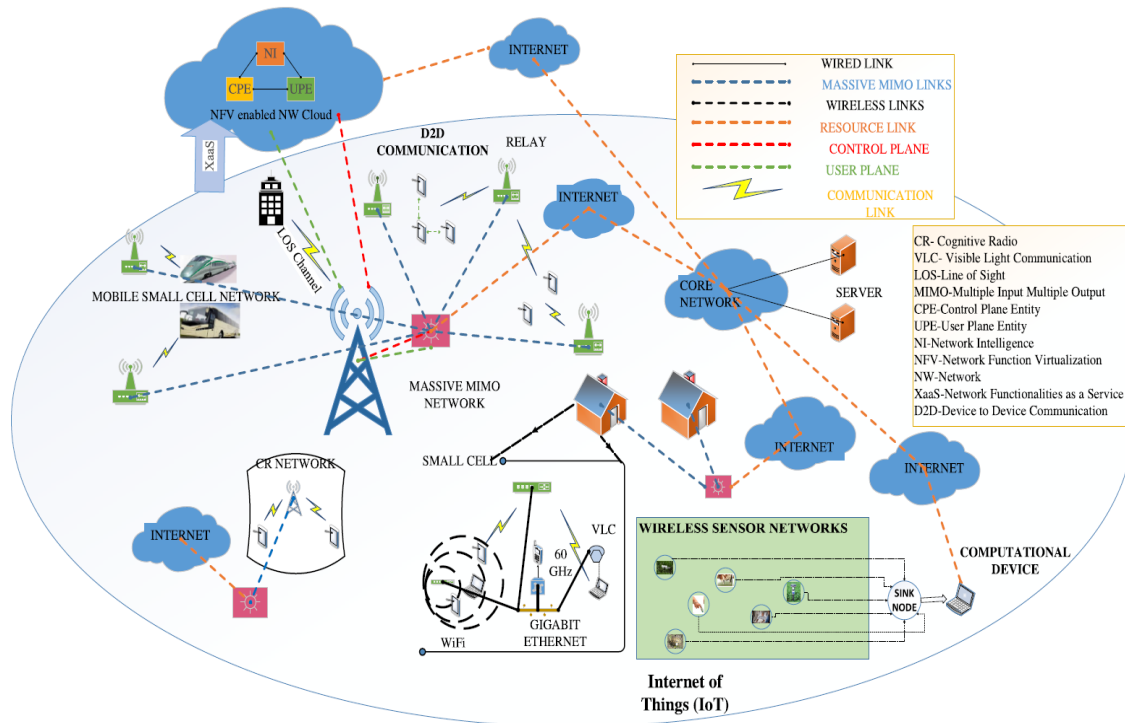 NI
CPE
UPE
NFV enabled NW Cloud
XaaS
INTERNET
WIRED LINK
MASSIVE MIMO LINKS
WIRELESS LINKS
RESOURCE LINK
CONTROL PLANE
USER PLANE
COMMUNICATION
LINK
D2D
COMMUNICATION
RELAY
INTERNET
LOS Channel
MOBILE SMALL CELL NETWORK
CORE
NETWORK
SERVER
CR- Cognitive Radio
VLC- Visible Light Communication
LOS-Line of Sight
MIMO-Multiple Input Multiple Output
CPE-Control Plane Entity
UPE-User Plane Entity
NI-Network Intelligence
NFV-Network Function Virtualization
NW-Network
XaaS-Network Functionalities as a Service
D2D-Device to Device Communication
MASSIVE MIMO
NETWORK
SMALL CELL
INTERNET
INTERNET
CR NETWORK
INTERNET
VLC
60
GHz
WiFi
GIGABIT
ETHERNET
WIRELESS SENSOR NETWORKS
SINK
NODE
COMPUTATIONAL
DEVICE
Internet of
Things (IoT)